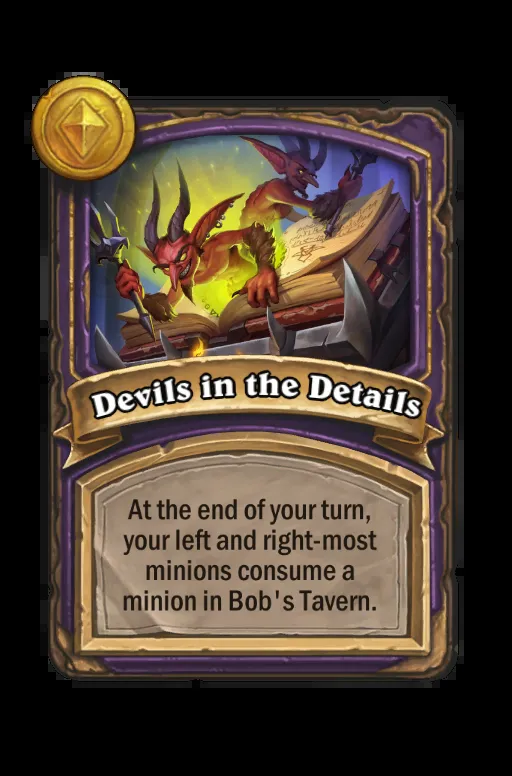 Devils in the Details
At the end of your turn,
your left and right-most
minions consume a
minion in Bob's Tavern.